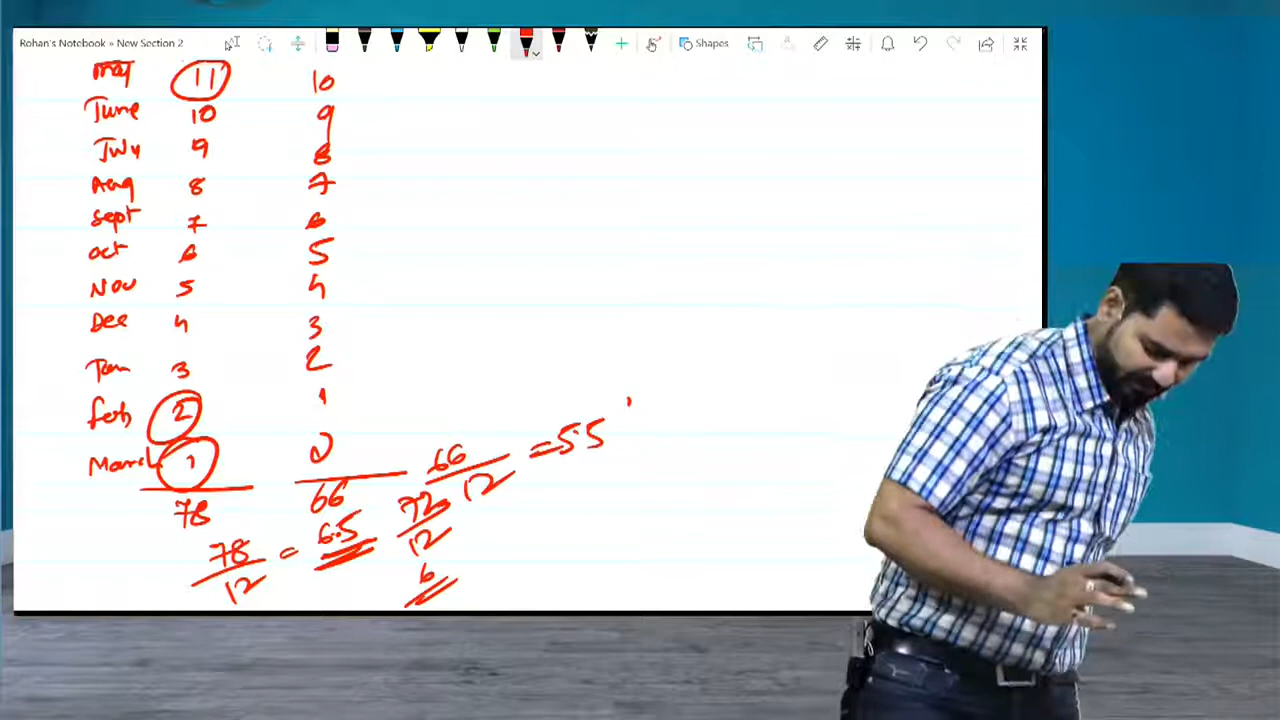 Rohan's Notebook » New Section 2
Shapes
May 11 10
June 10 9
July 9 8
Aug 8 7
Sept 7 6
Oct 6 5
Nov 5 4
Dec 4 3
Jan 3 2
Feb 2 1
March 1 0
78 66
66/12 = 5.5
72/12
6
78/12 = 6.5